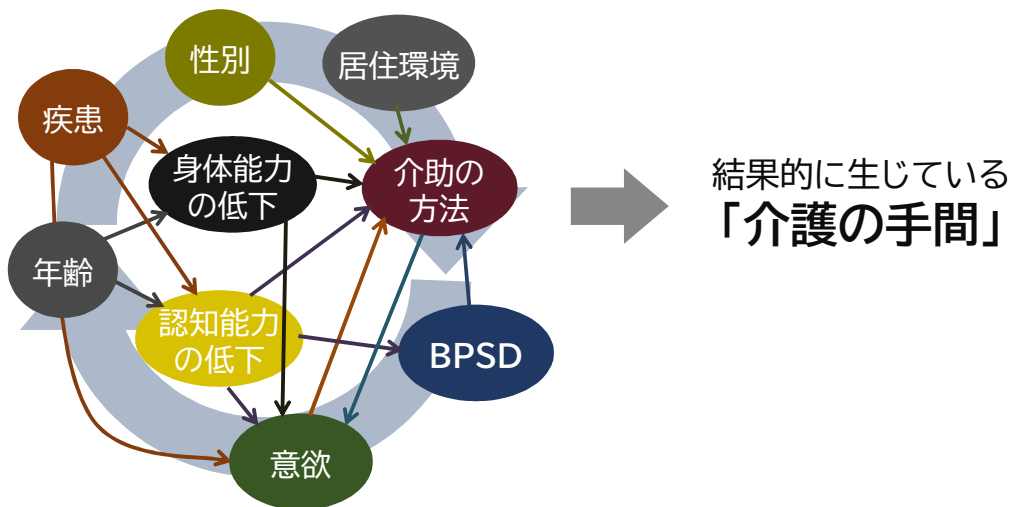 性別
居住環境
疾患
身体能力
の低下
介助の
方法
年齢
認知能力
の低下
BPSD
意欲
結果的に生じている
「介護の手間」